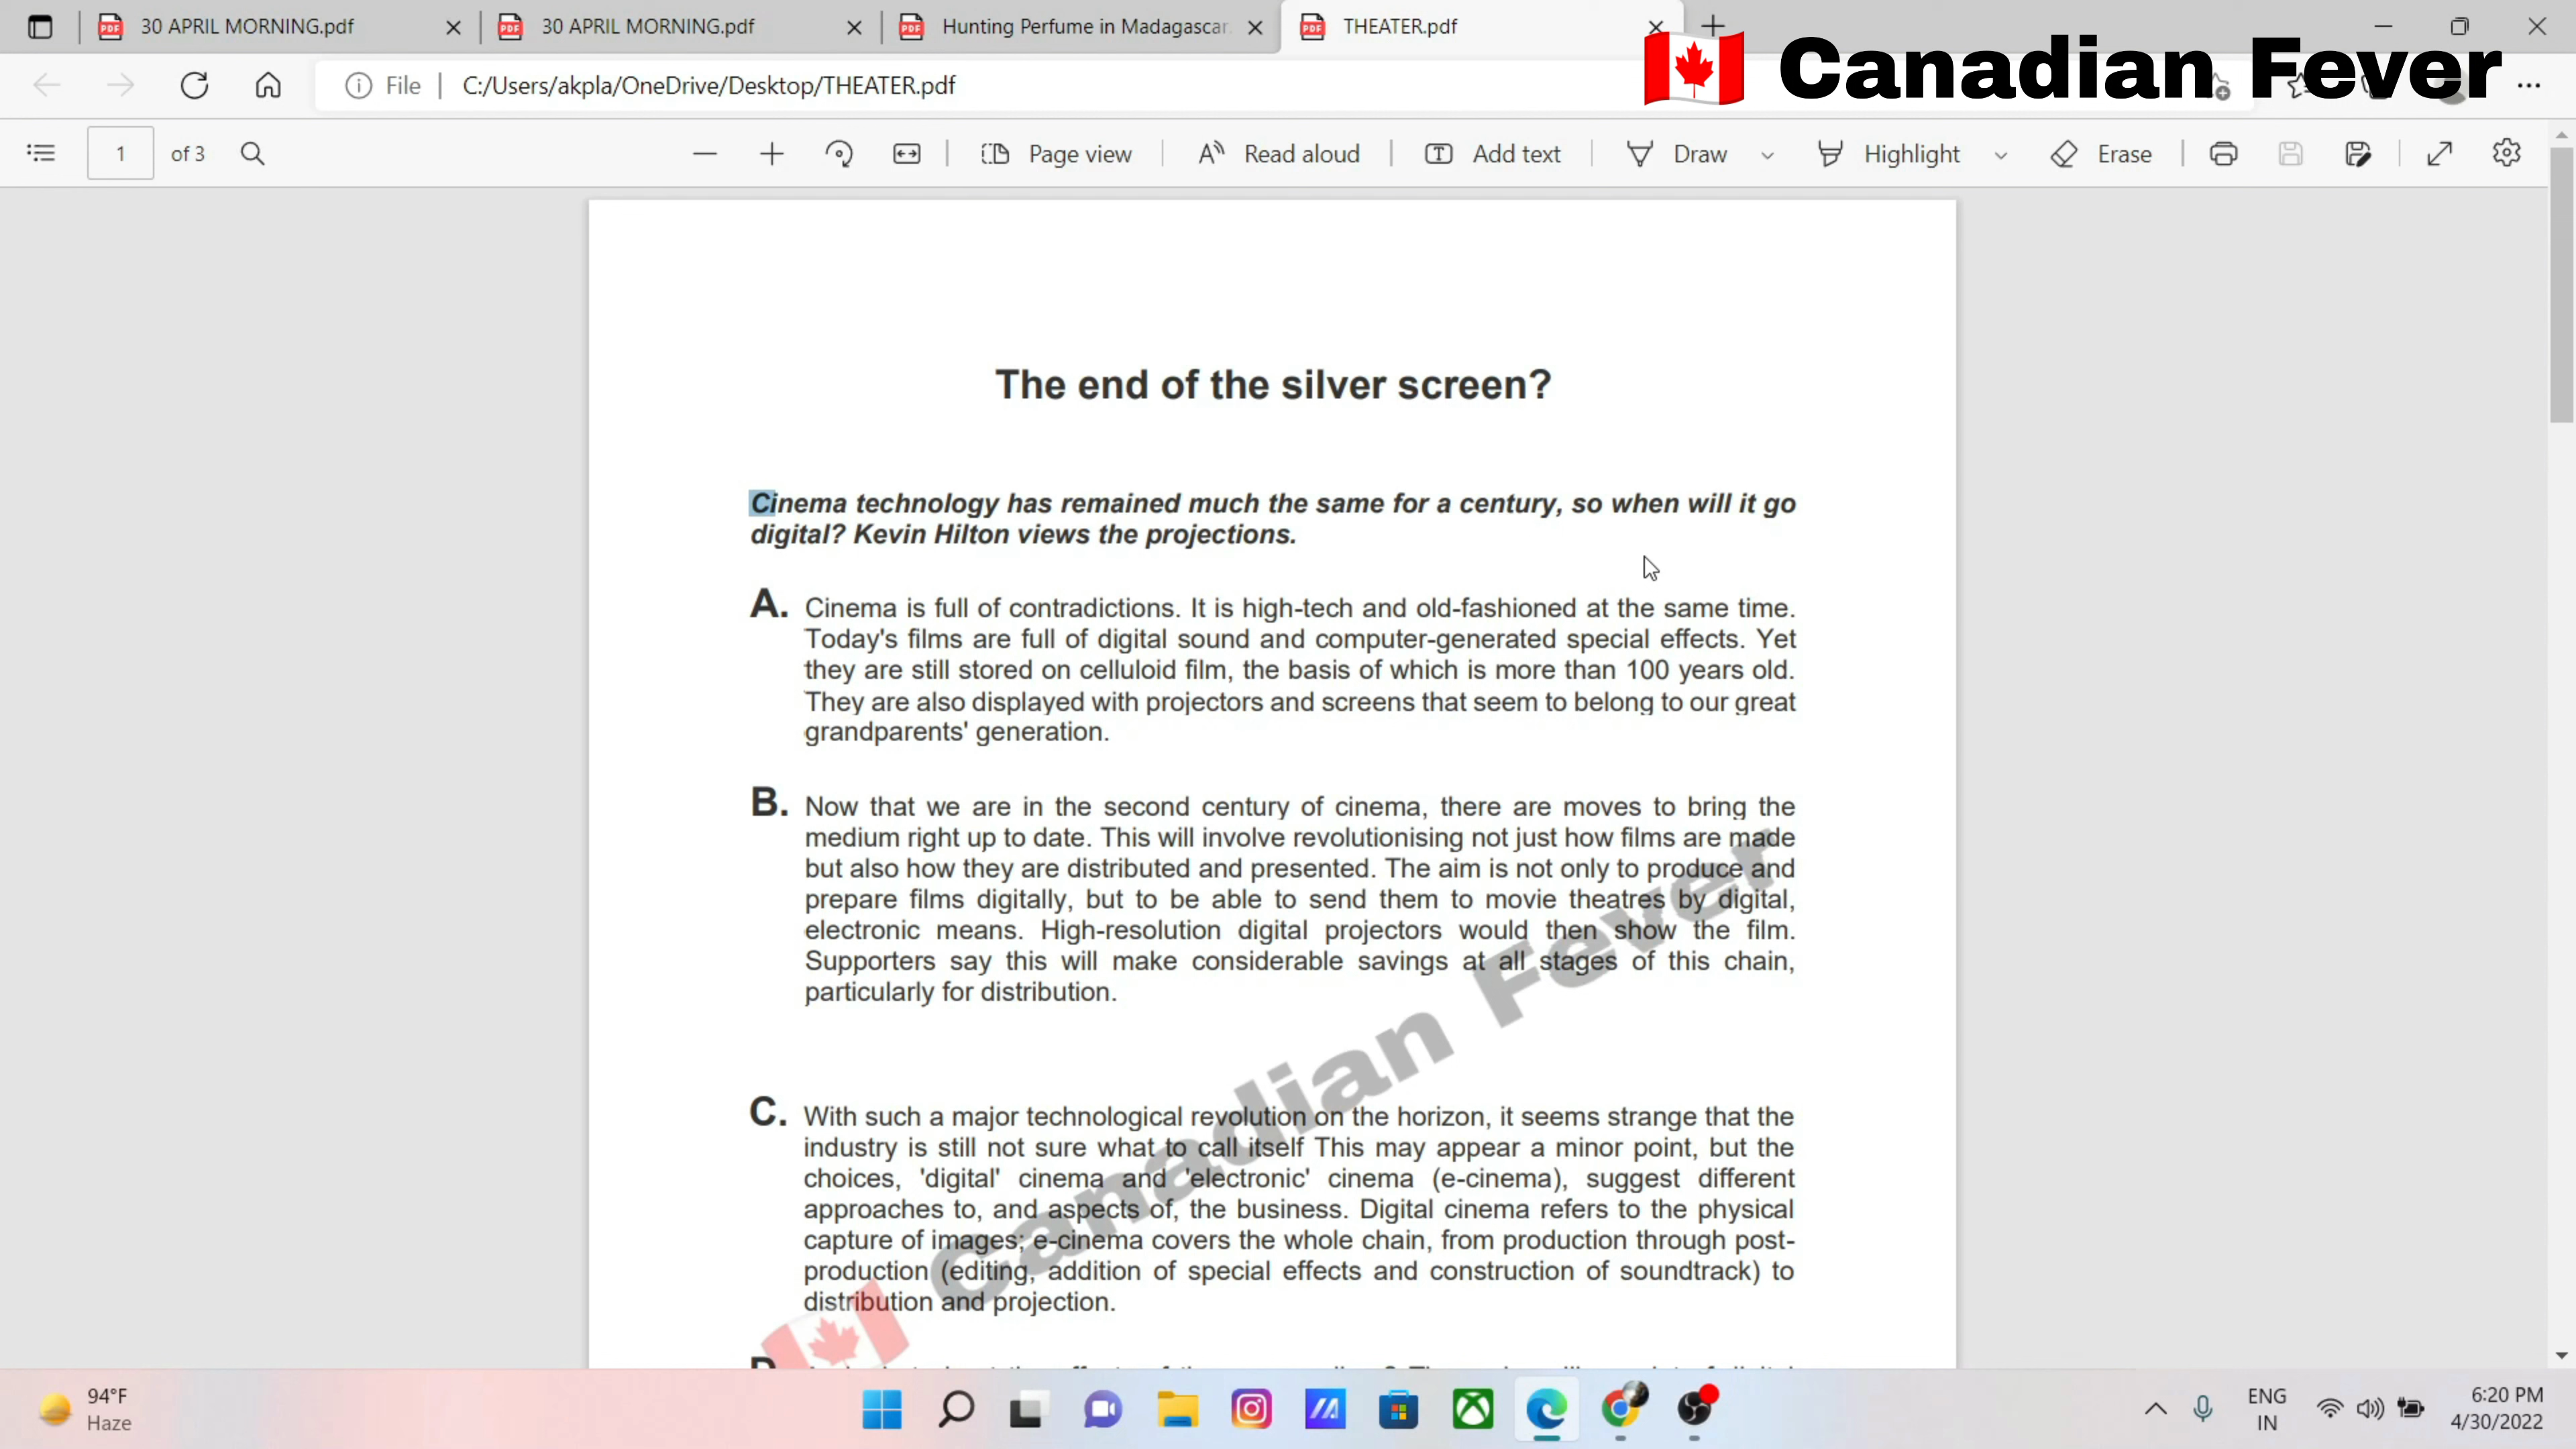 30 APRIL MORNING.pdf
30 APRIL MORNING.pdf
Hunting Perfume in Madagascar
THEATER.pdf
Canadian Fever
File
C:/Users/akpla/OneDrive/Desktop/THEATER.pdf
1 of 3
Page view
Read aloud
Add text
Draw
Highlight
Erase
The end of the silver screen?
Cinema technology has remained much the same for a century, so when will it go
digital? Kevin Hilton views the projections.
A. Cinema is full of contradictions. It is high-tech and old-fashioned at the same time.
Today's films are full of digital sound and computer-generated special effects. Yet
they are still stored on celluloid film, the basis of which is more than 100 years old.
They are also displayed with projectors and screens that seem to belong to our great
grandparents' generation.
B. Now that we are in the second century of cinema, there are moves to bring the
medium right up to date. This will involve revolutionising not just how films are made
but also how they are distributed and presented. The aim is not only to produce and
prepare films digitally, but to be able to send them to movie theatres by digital,
electronic means. High-resolution digital projectors would then show the film.
Supporters say this will make considerable savings at all stages of this chain,
particularly for distribution.
C. With such a major technological revolution on the horizon, it seems strange that the
industry is still not sure what to call itself This may appear a minor point, but the
choices, 'digital' cinema and 'electronic' cinema (e-cinema), suggest different
approaches to, and aspects of, the business. Digital cinema refers to the physical
capture of images; e-cinema covers the whole chain, from production through post-
production (editing, addition of special effects and construction of soundtrack) to
distribution and projection.
Canadian Fever
94°F
Haze
ENG
IN
6:20 PM
4/30/2022